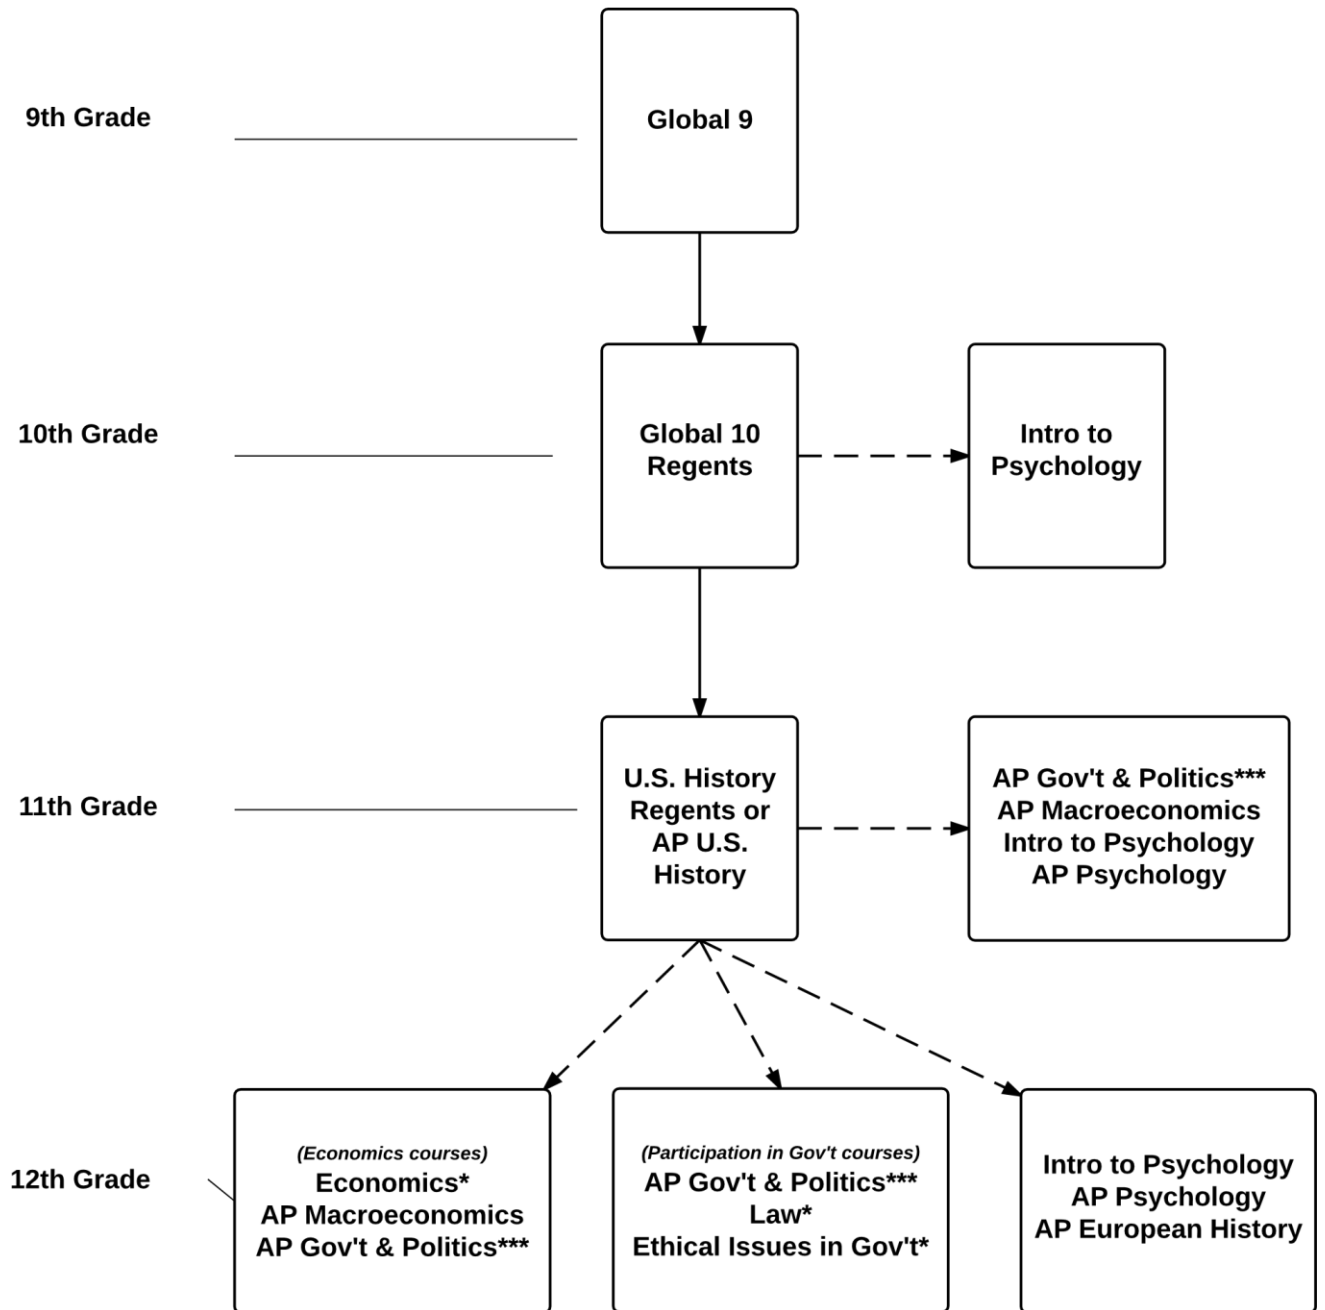 9th Grade
Global 9
10th Grade
Global 10
Regents
Intro to
Psychology
11th Grade
U.S. History
Regents or
AP U.S.
History
AP Gov't & Politics***
AP Macroeconomics
Intro to Psychology
AP Psychology
12th Grade
(Economics courses)
Economics*
AP Macroeconomics
AP Gov't & Politics***
(Participation in Gov't courses)
AP Gov't & Politics***
Law*
Ethical Issues in Gov't*
Intro to Psychology
AP Psychology
AP European History